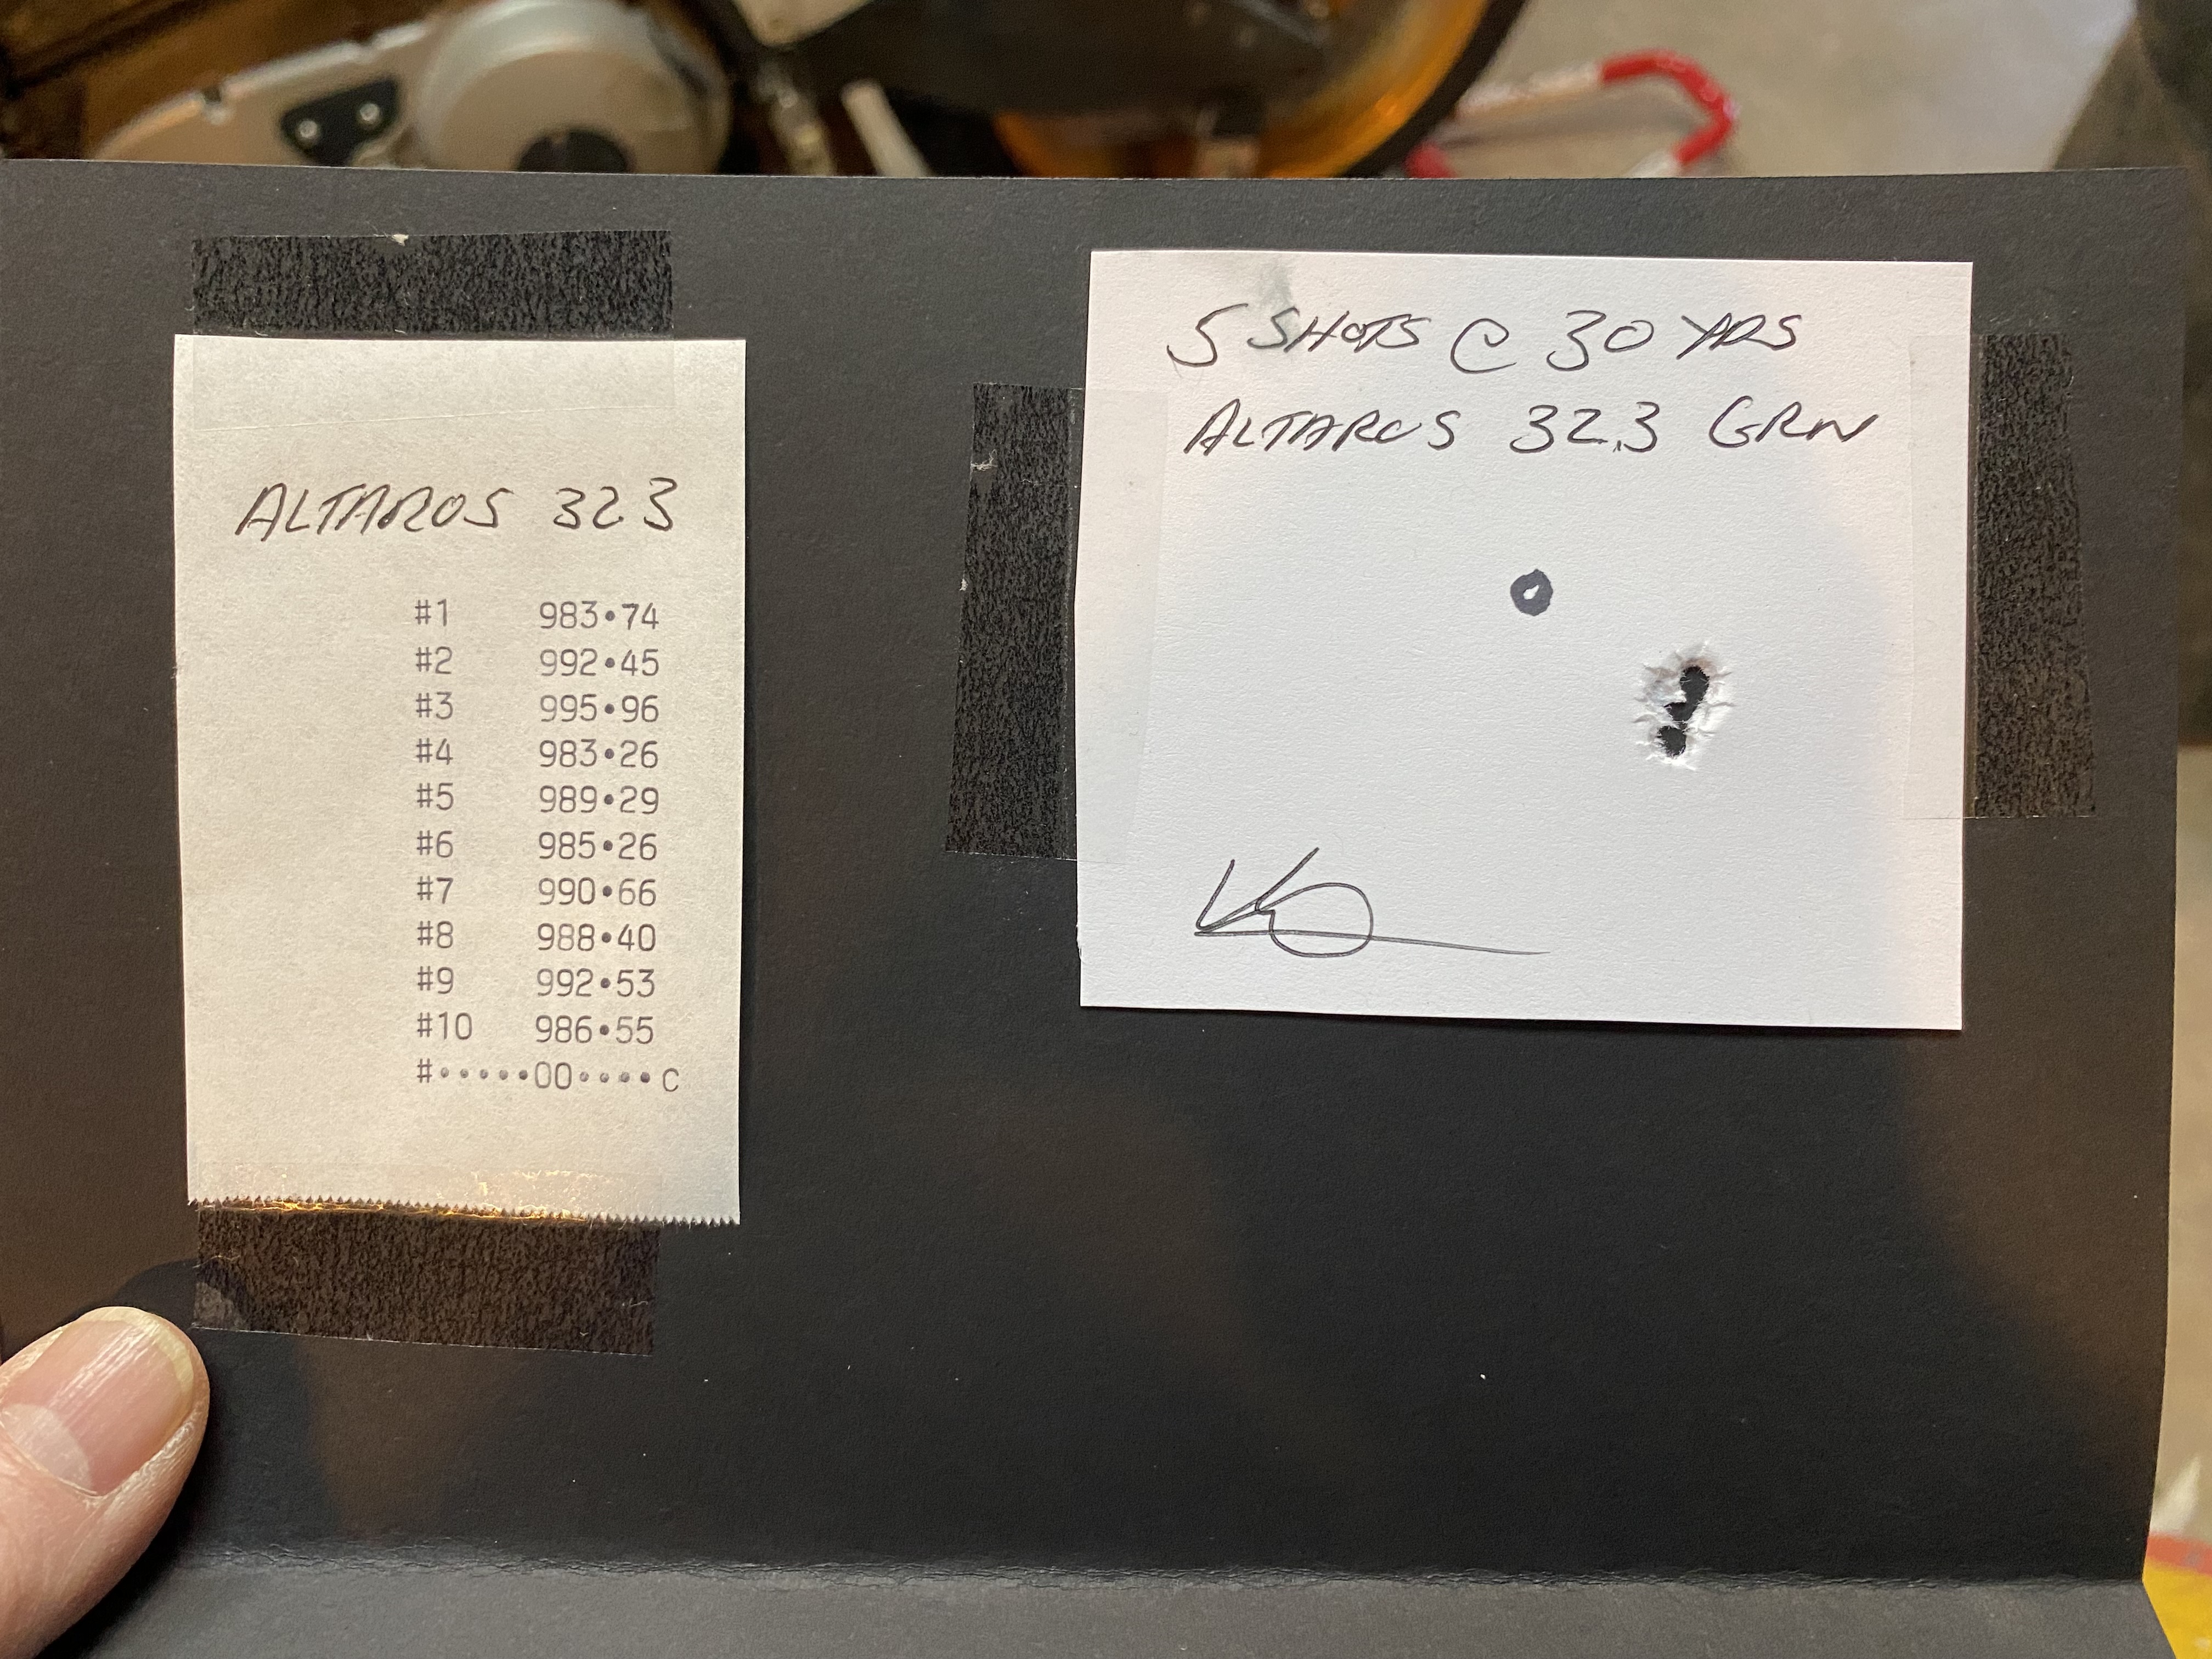 ALTAROS 32.3
#1 983•74
#2 992•45
#3 995•96
#4 983•26
#5 989•29
#6 985•26
#7 990•66
#8 988•40
#9 992•53
#10 986•55
#•••••00••••C
5 SHOTS @ 30 YRS
ALTAROS 32.3 GRN